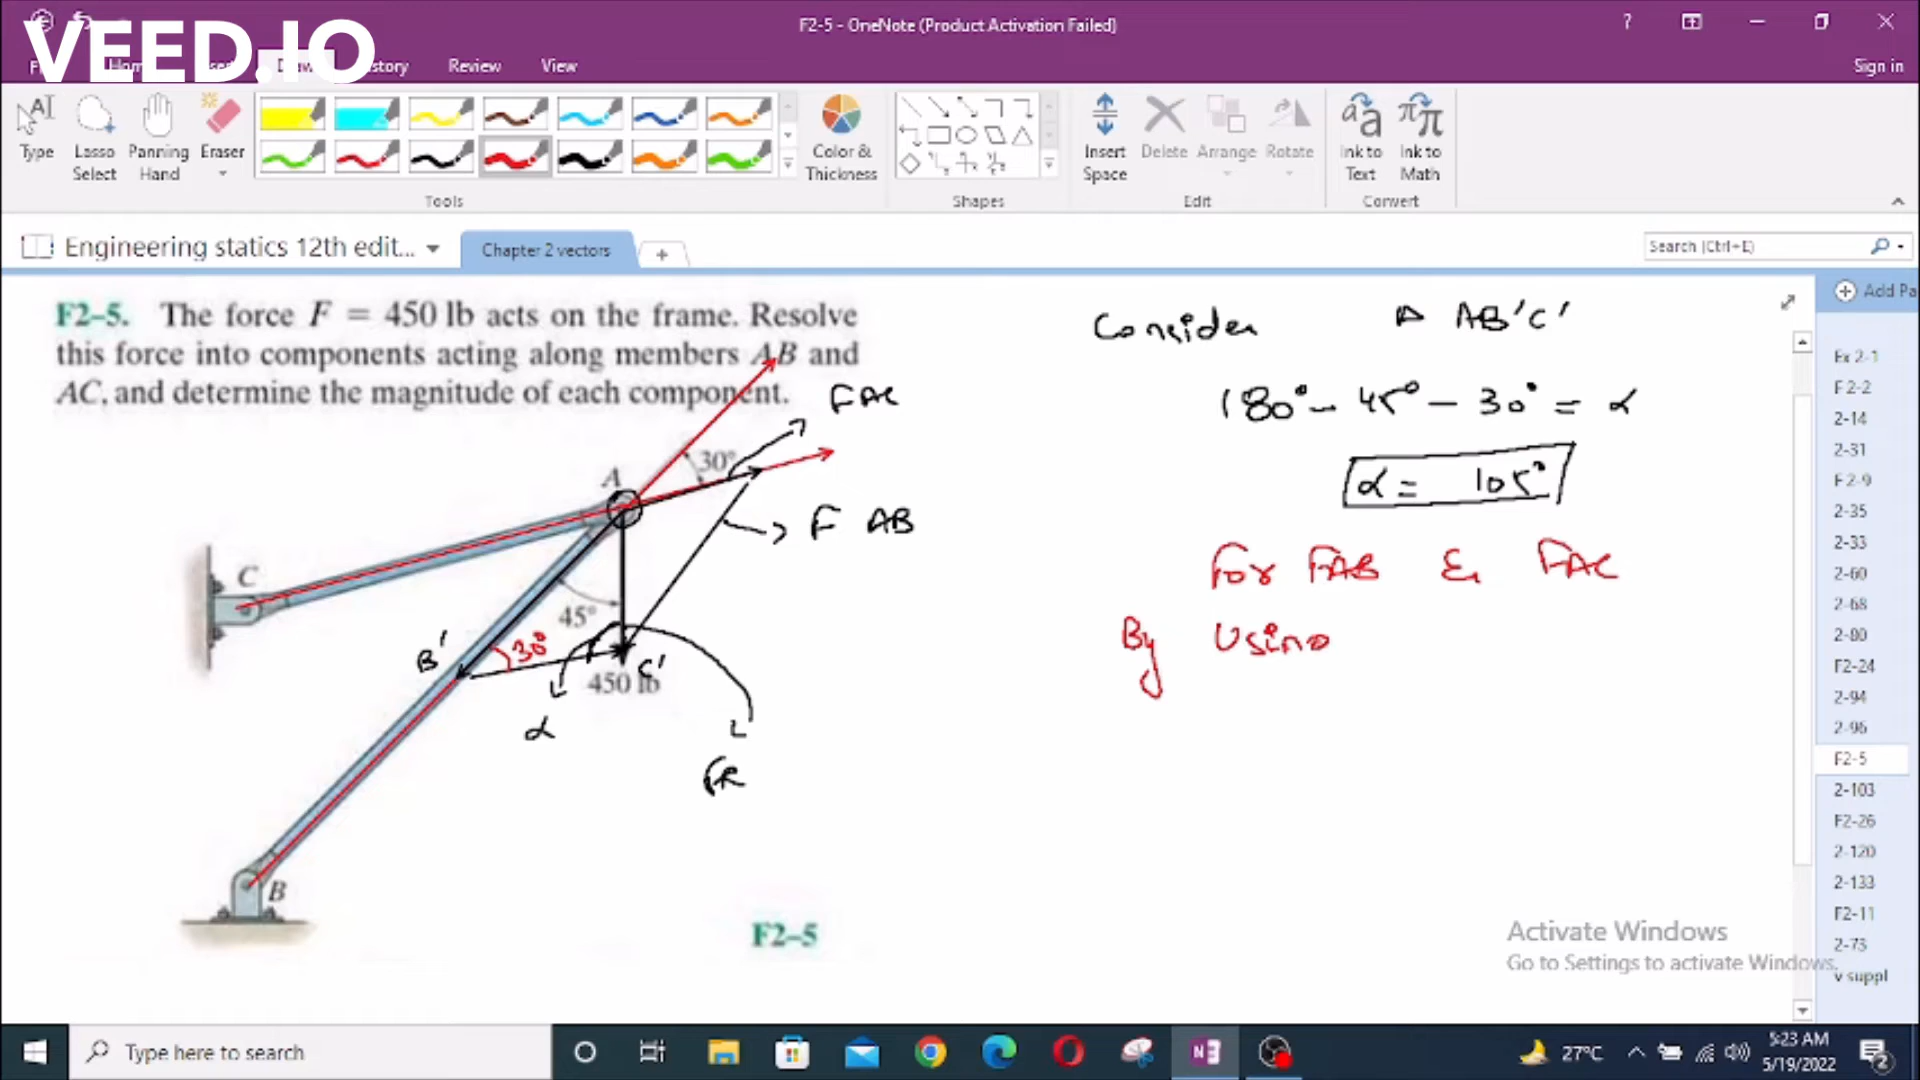 F2-5 - OneNote (Product Activation Failed)
?
VEED.IO
Review
View
Sign in
Type
Lasso Select
Panning Hand
Eraser
Color & Thickness
Insert Space
Delete
Arrange
Rotate
Ink to Text
Ink to Math
Tools
Shapes
Edit
Convert
Engineering statics 12th edit...
Chapter 2 vectors
Search (Ctrl+E)
F2–5. The force F = 450 lb acts on the frame. Resolve
this force into components acting along members AB and
AC, and determine the magnitude of each component.
FAC
30°
A
F AB
C
45°
30°
B'
C'
450 lb
α
FR
B
F2–5
Consider Δ AB'C'
180° - 45° - 30° = α
α = 105°
For FAB & FAC
By Using
Add Pa
Ex 2-1
F 2-2
2-14
2-31
F 2-9
2-35
2-33
2-60
2-68
2-80
F2-24
2-94
2-96
F2-5
2-103
F2-26
2-120
2-133
F2-11
2-73
v suppl
Activate Windows
Go to Settings to activate Windows.
Type here to search
27°C
5:23 AM
5/19/2022
2